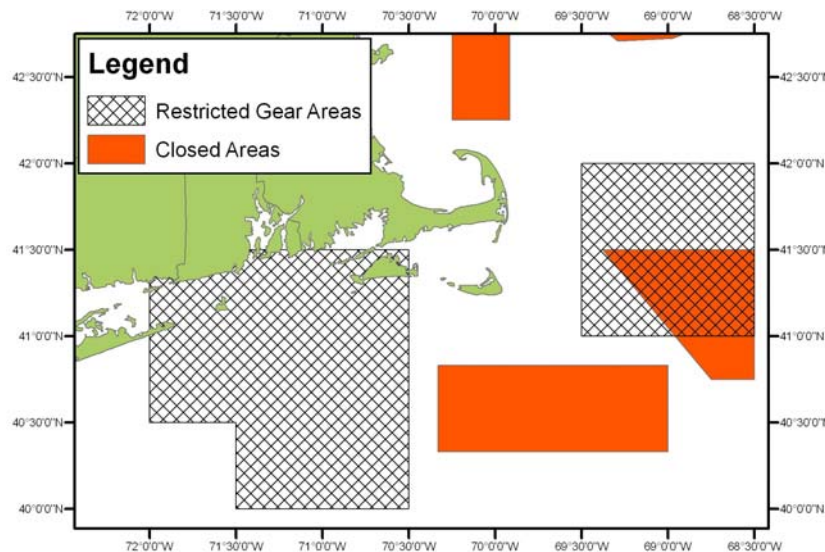 72°0'0"W 71°30'0"W 71°0'0"W 70°30'0"W 70°0'0"W 69°30'0"W 69°0'0"W 68°30'0"W
Legend
Restricted Gear Areas
Closed Areas
42°30'0"N 42°30'0"N
42°0'0"N 42°0'0"N
41°30'0"N 41°30'0"N
41°0'0"N 41°0'0"N
40°30'0"N 40°30'0"N
40°0'0"N 40°0'0"N
72°0'0"W 71°30'0"W 71°0'0"W 70°30'0"W 70°0'0"W 69°30'0"W 69°0'0"W 68°30'0"W